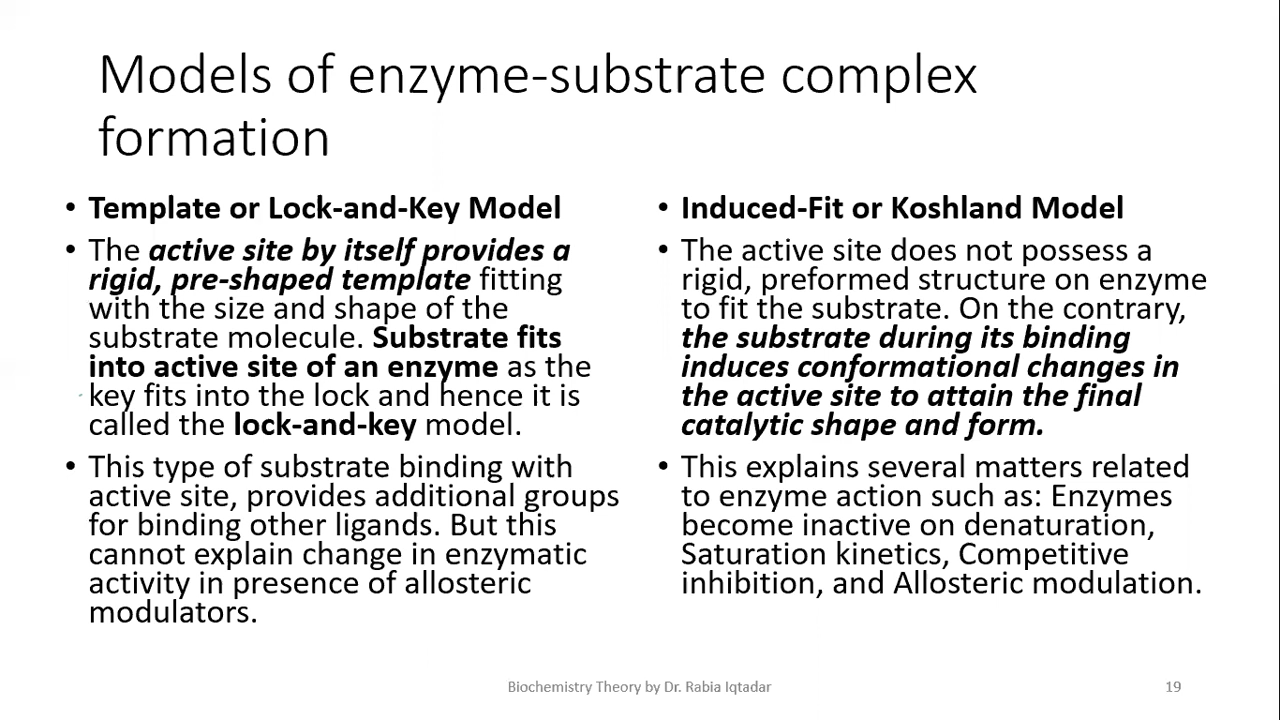 Models of enzyme-substrate complex
formation
• Template or Lock-and-Key Model
• The active site by itself provides a
rigid, pre-shaped template fitting
with the size and shape of the
substrate molecule. Substrate fits
into active site of an enzyme as the
key fits into the lock and hence it is
called the lock-and-key model.
• This type of substrate binding with
active site, provides additional groups
for binding other ligands. But this
cannot explain change in enzymatic
activity in presence of allosteric
modulators.
• Induced-Fit or Koshland Model
• The active site does not possess a
rigid, preformed structure on enzyme
to fit the substrate. On the contrary,
the substrate during its binding
induces conformational changes in
the active site to attain the final
catalytic shape and form.
• This explains several matters related
to enzyme action such as: Enzymes
become inactive on denaturation,
Saturation kinetics, Competitive
inhibition, and Allosteric modulation.
Biochemistry Theory by Dr. Rabia Iqtadar
19